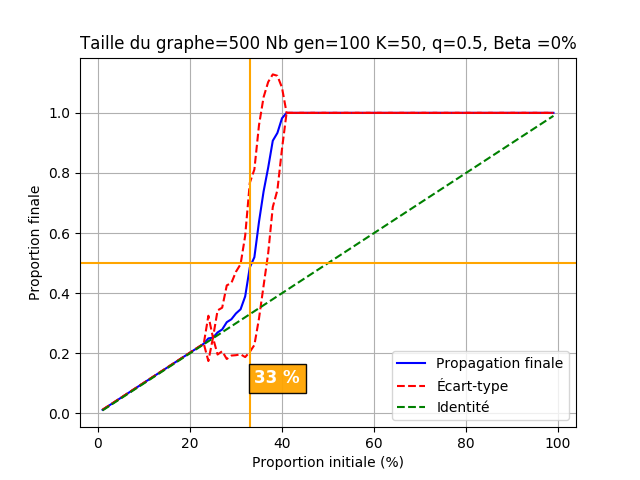 Taille du graphe=500 Nb gen=100 K=50, q=0.5, Beta =0%
Proportion finale
1.0
0.8
0.6
0.4
0.2
0.0
33 %
Propagation finale
Écart-type
Identité
0 20 40 60 80 100
Proportion initiale (%)